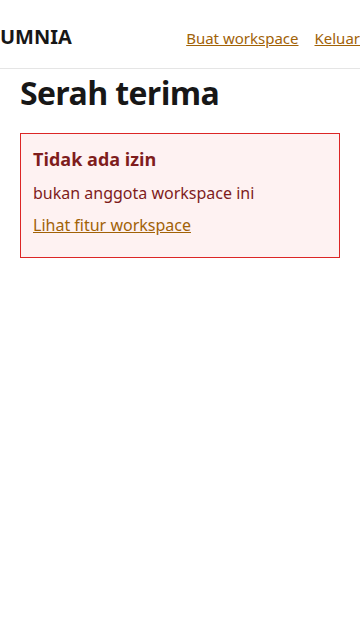 UMNIA
Buat workspace
Keluar
Serah terima
Tidak ada izin
bukan anggota workspace ini
Lihat fitur workspace